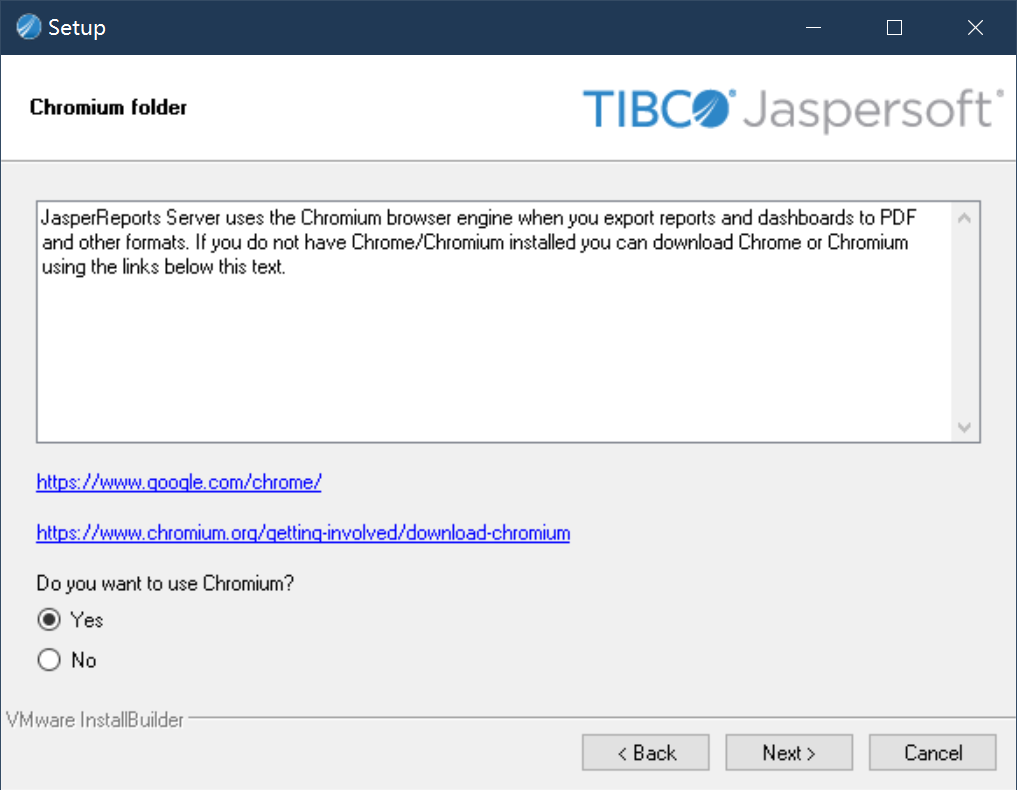 Setup
Chromium folder
TIBCO® Jaspersoft®
JasperReports Server uses the Chromium browser engine when you export reports and dashboards to PDF
and other formats. If you do not have Chrome/Chromium installed you can download Chrome or Chromium
using the links below this text.
https://www.google.com/chrome/
https://www.chromium.org/getting-involved/download-chromium
Do you want to use Chromium?
Yes
No
VMware InstallBuilder
< Back
Next >
Cancel